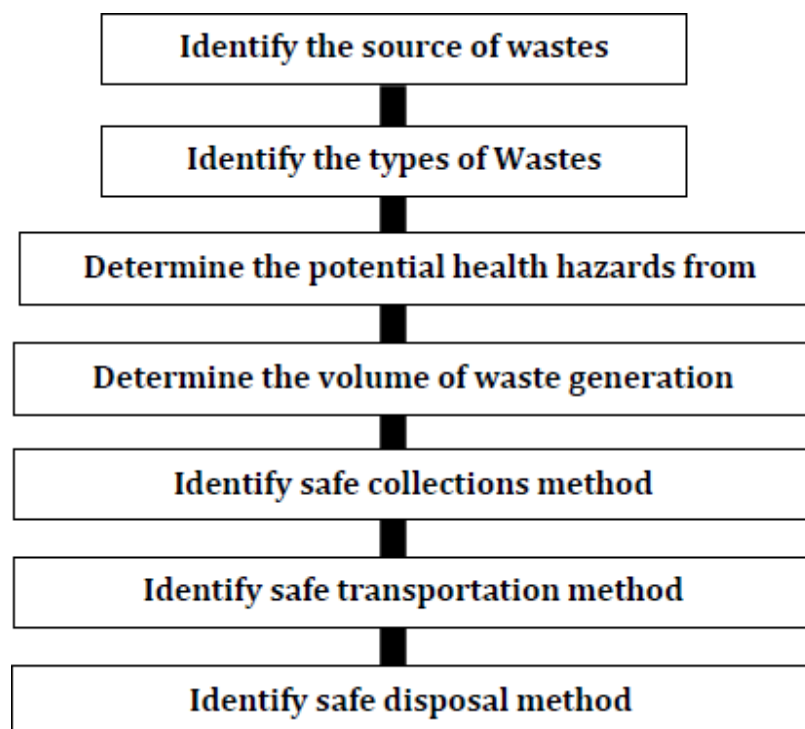 Identify the source of wastes
Identify the types of Wastes
Determine the potential health hazards from
Determine the volume of waste generation
Identify safe collections method
Identify safe transportation method
Identify safe disposal method